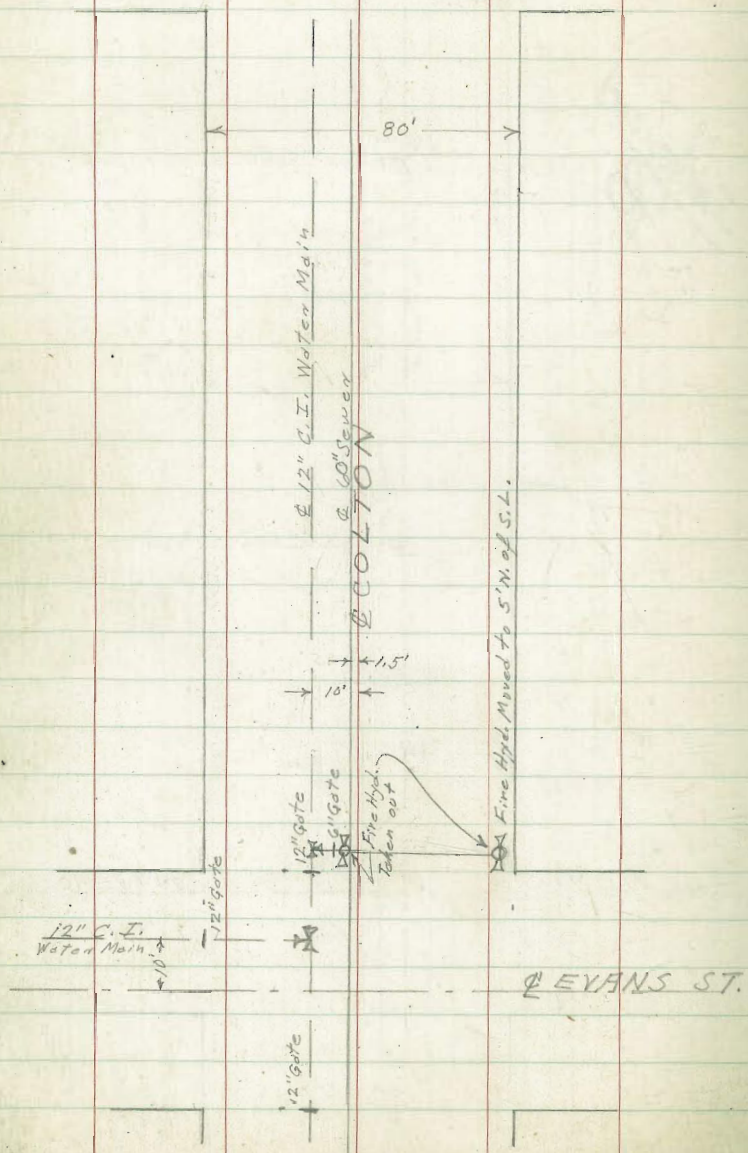 80'
℄ 12" C.I. Water Main
℄ 60" Sewer
℄ COLTON
1.5'
10'
Fire Hyd. Moved to 5' N. of S.L.
12" Gate
6" Gate
Fire Hyd.
Taken out
12" Gate
12" C.I.
Water Main
10'
℄ EVANS ST.
12" Gate